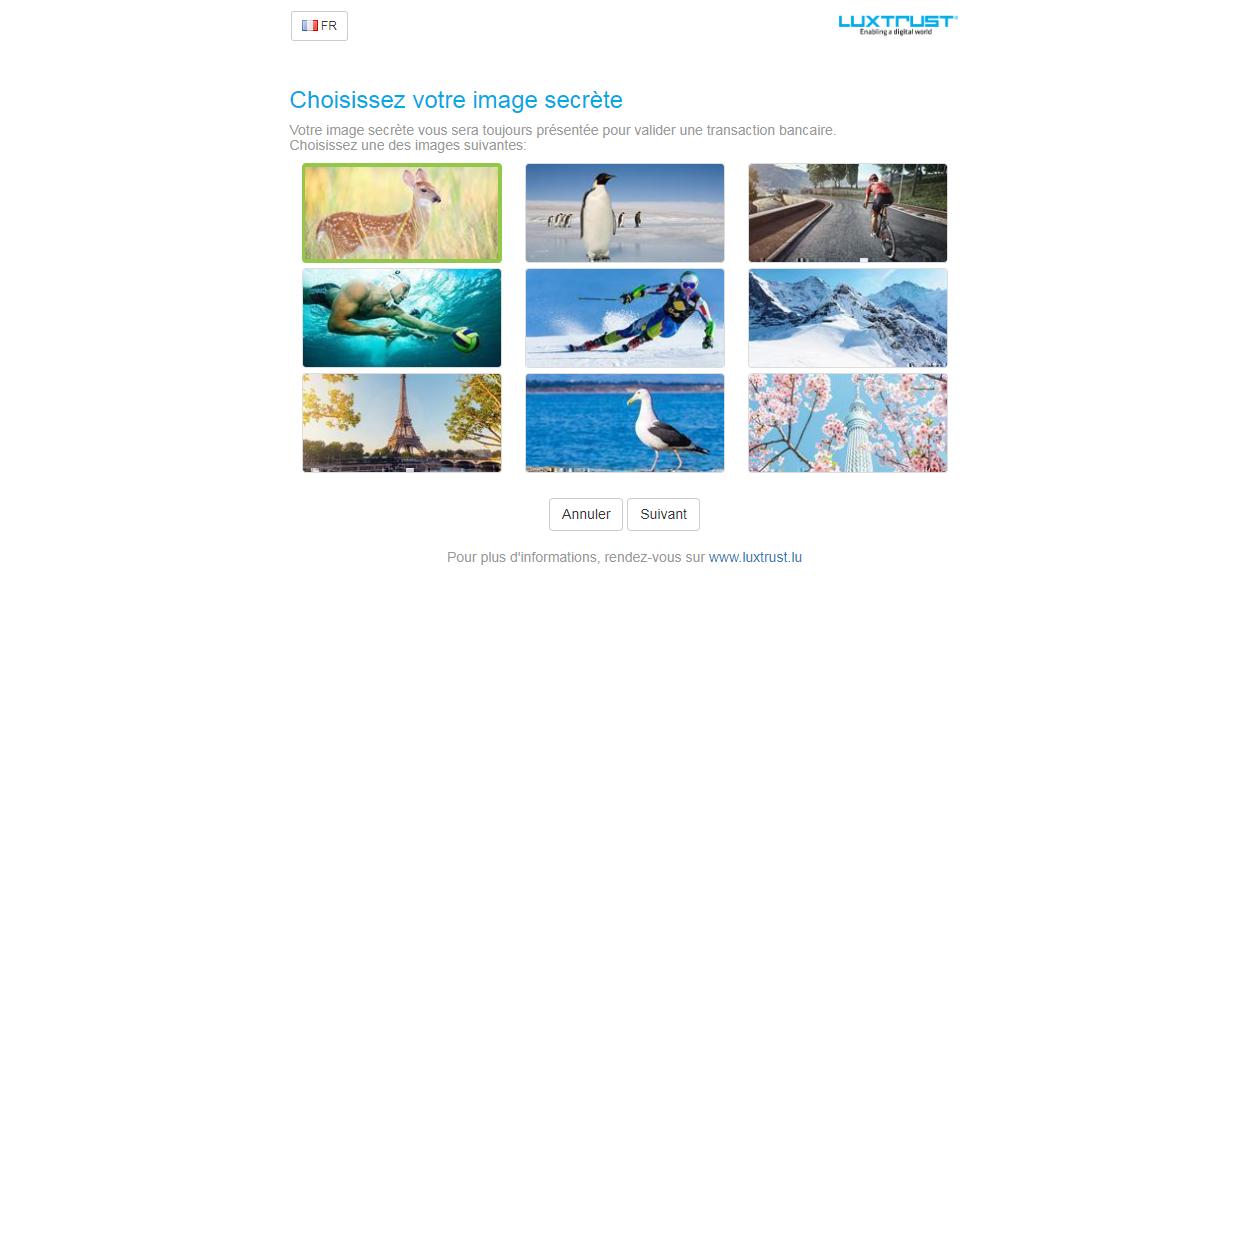 FR
LUXTRUST
Enabling a digital world
Choisissez votre image secrète
Votre image secrète vous sera toujours présentée pour valider une transaction bancaire.
Choisissez une des images suivantes:
Annuler
Suivant
Pour plus d'informations, rendez-vous sur www.luxtrust.lu